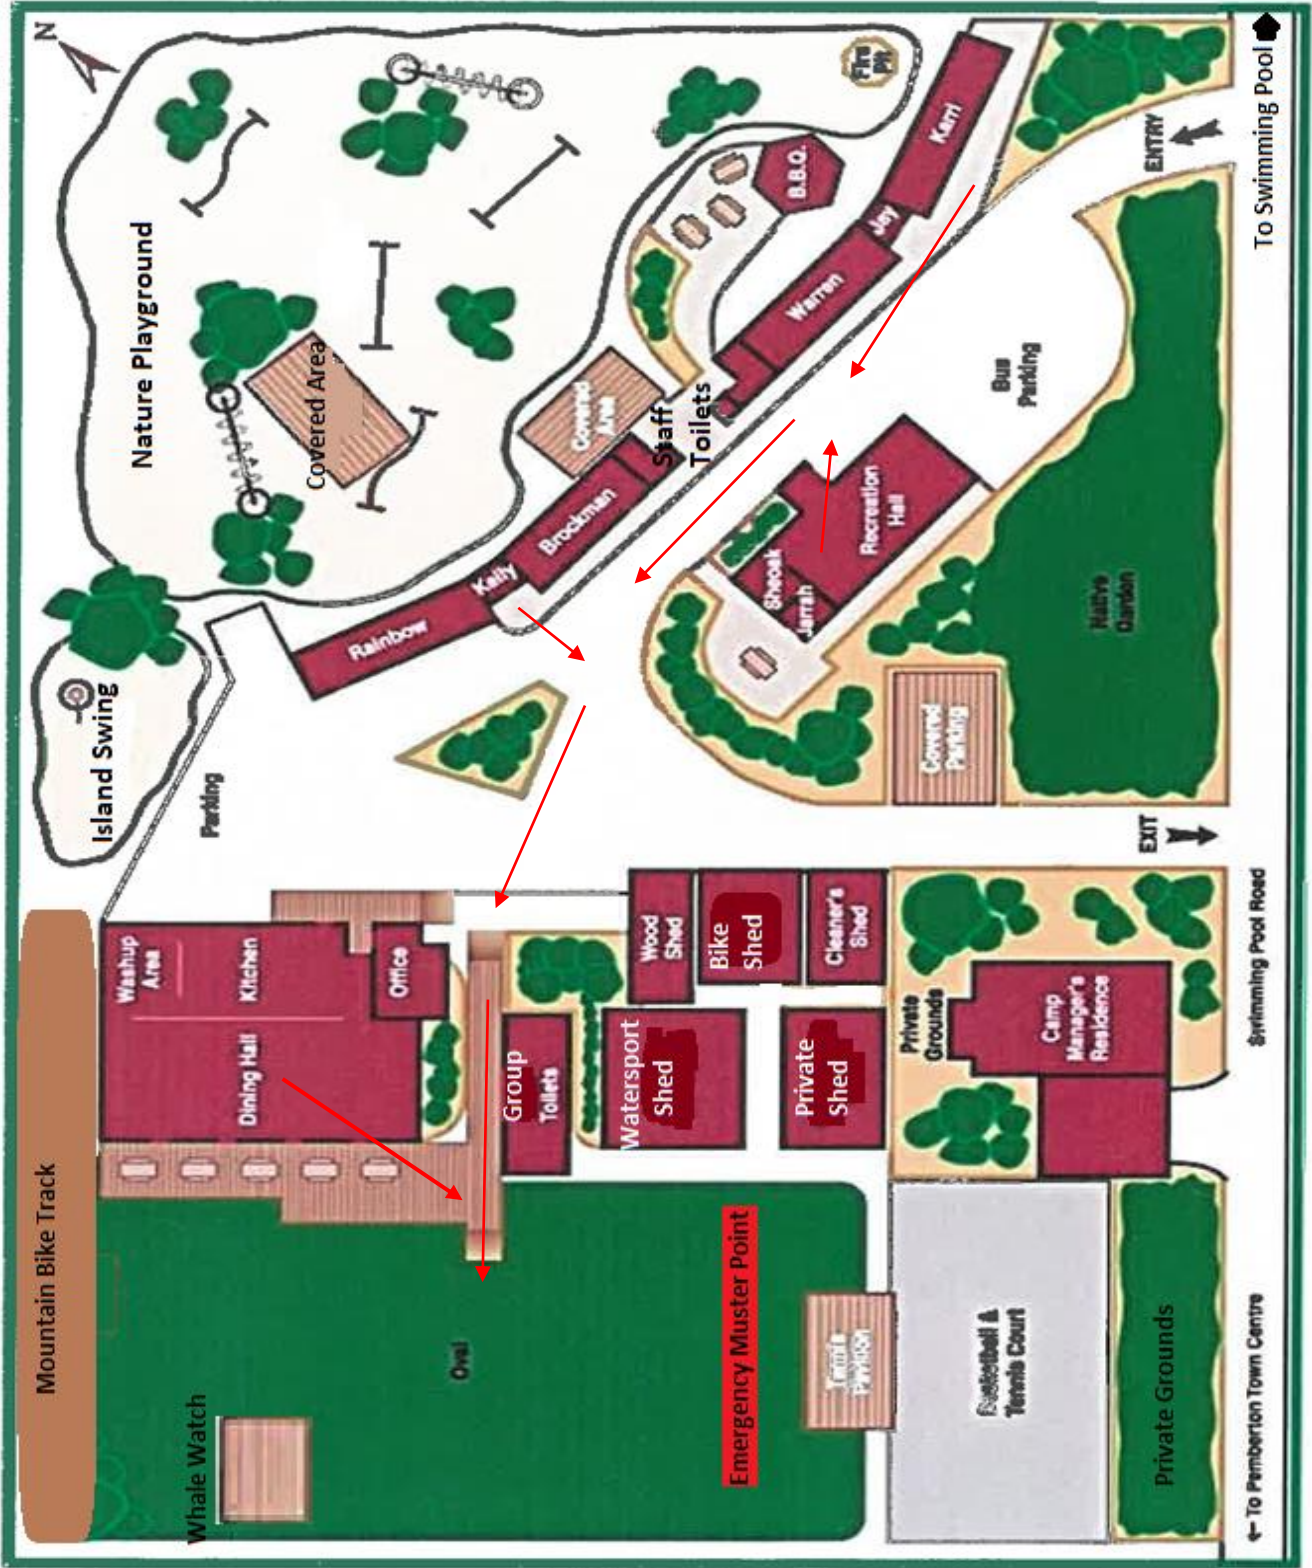 N
Mountain Bike Track
Island Swing
Nature Playground
Covered Area
Fire
Pit
Whale Watch
Parking
Washup
Area
Kitchen
Dining Hall
Office
Rainbow
Kelly
Brockman
Covered
Area
Staff
Toilets
Warren
B.B.Q.
Joy
Karri
Oval
Group
Toilets
Watersport
Shed
Wood
Shed
Bike
Shed
Cleaner's
Shed
Private
Shed
Sheoak
Jarrah
Recreation
Hall
Bus
Parking
ENTRY
Emergency Muster Point
Tennis
Pavilion
Private
Grounds
Covered
Parking
Native
Garden
Basketball &
Tennis Court
Camp
Manager's
Residence
EXIT
Private Grounds
← To Pemberton Town Centre
Swimming Pool Road
To Swimming Pool